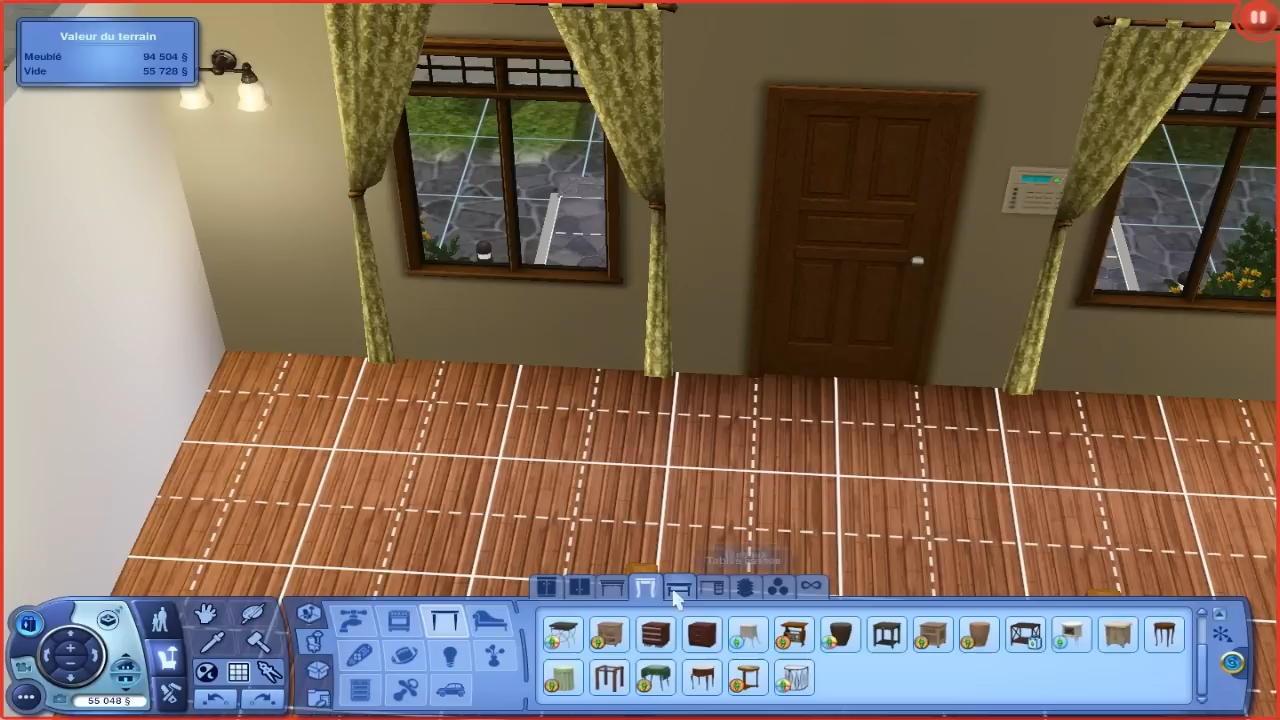 Valeur du terrain
Meublé 94 504 §
Vide 55 728 §
55 048 §